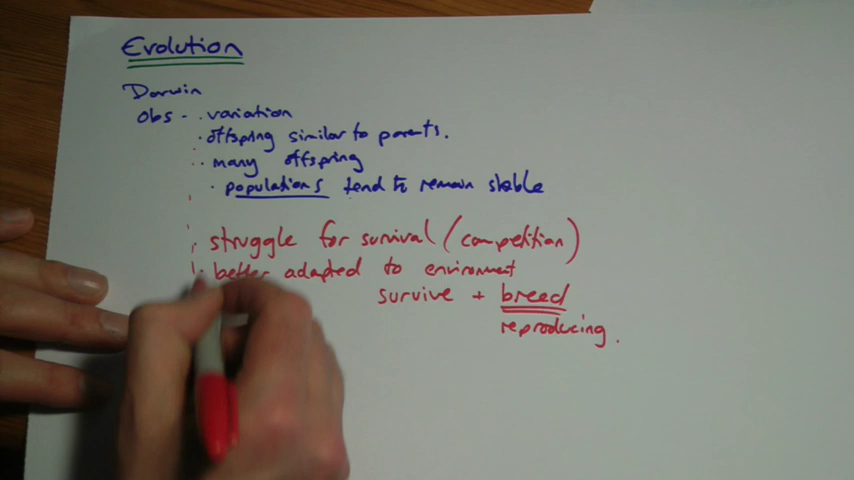 Evolution
Darwin
Obs - · variation
· offspring similar to parents.
· many offspring
· populations tend to remain stable
· struggle for survival (competition)
· better adapted to environment
survive + breed
reproducing.